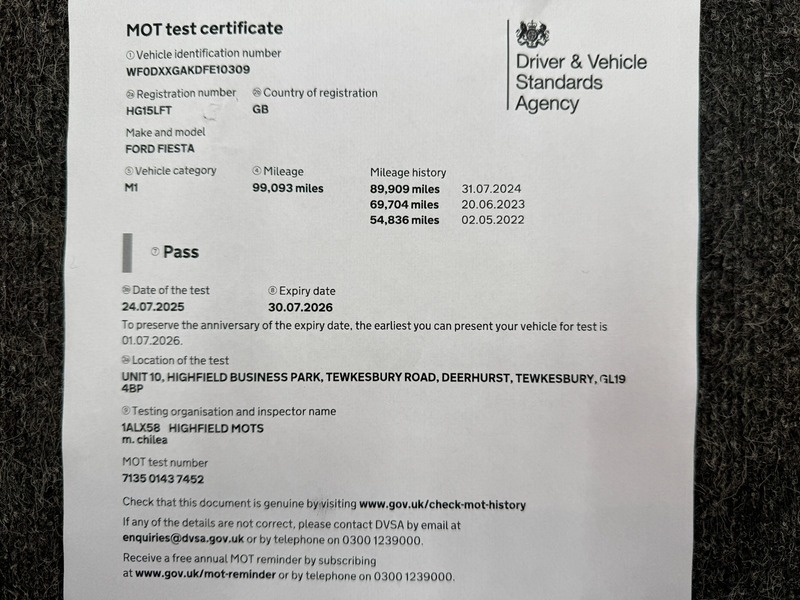 MOT test certificate
① Vehicle identification number
WF0DXXGAKDFE10309
Registration number Country of registration
HG15LFT GB
Make and model
FORD FIESTA
⑤ Vehicle category ④ Mileage Mileage history
M1 99,093 miles 89,909 miles 31.07.2024
69,704 miles 20.06.2023
54,836 miles 02.05.2022
⑦ Pass
Date of the test ⑧ Expiry date
24.07.2025 30.07.2026
To preserve the anniversary of the expiry date, the earliest you can present your vehicle for test is
01.07.2026.
Location of the test
UNIT 10, HIGHFIELD BUSINESS PARK, TEWKESBURY ROAD, DEERHURST, TEWKESBURY, GL19
4BP
⑨ Testing organisation and inspector name
1ALX58 HIGHFIELD MOTS
m. chilea
MOT test number
7135 0143 7452
Check that this document is genuine by visiting www.gov.uk/check-mot-history
If any of the details are not correct, please contact DVSA by email at
enquiries@dvsa.gov.uk or by telephone on 0300 1239000.
Receive a free annual MOT reminder by subscribing
at www.gov.uk/mot-reminder or by telephone on 0300 1239000.
Driver & Vehicle
Standards
Agency